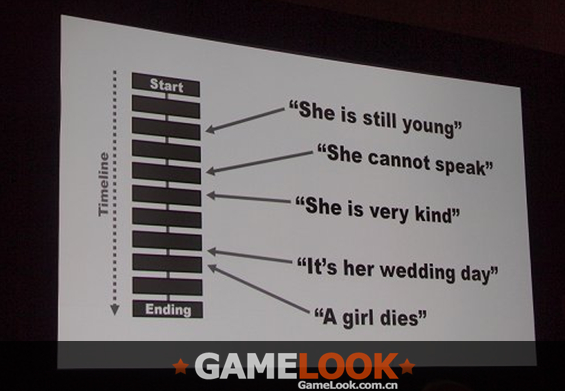 Start
Timeline
"She is still young"
"She cannot speak"
"She is very kind"
"It's her wedding day"
"A girl dies"
Ending
GAMELOOK
GameLook.com.cn